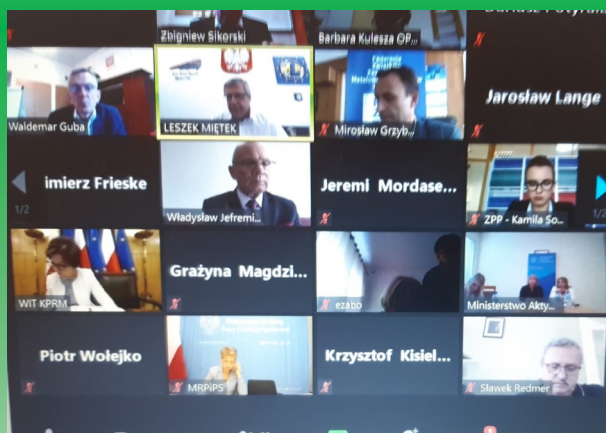 Zbigniew Sikorski
Barbara Kulesza OP...
Waldemar Guba
LESZEK MIĘTEK
Mirosław Grzyb...
Jarosław Lange
imierz Frieske
1/2
Władysław Jefremi...
Jeremi Mordase...
ZPP - Kamila So...
1/2
WIT KPRM
Grażyna Magdzi...
ezabo
Ministerstwo Akty...
Piotr Wołejko
MRPiPS
Krzysztof Kisiel...
Sławek Redmer